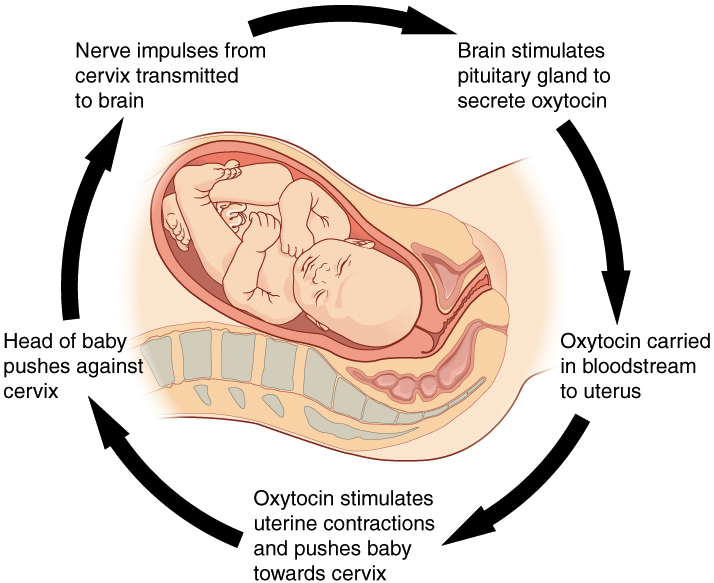 Nerve impulses from
cervix transmitted
to brain
Brain stimulates
pituitary gland to
secrete oxytocin
Oxytocin carried
in bloodstream
to uterus
Oxytocin stimulates
uterine contractions
and pushes baby
towards cervix
Head of baby
pushes against
cervix